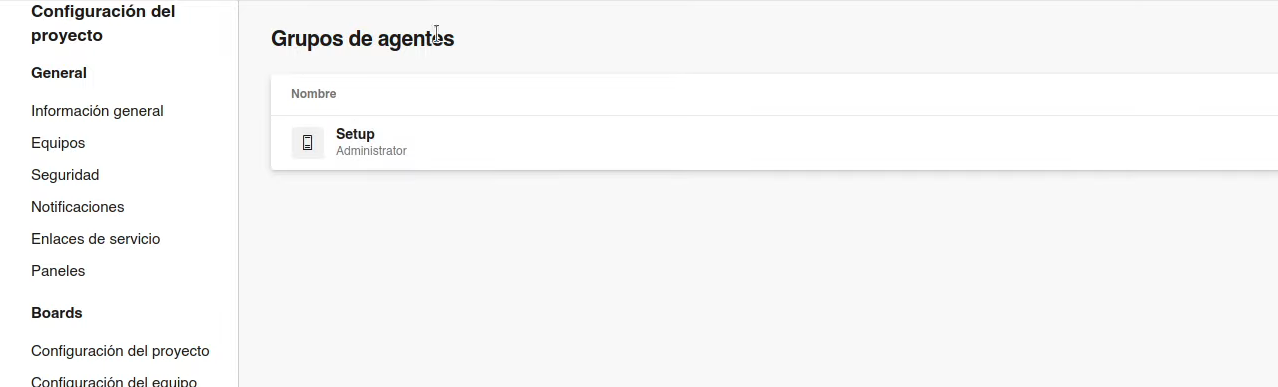 Configuración del
proyecto
General
Información general
Equipos
Seguridad
Notificaciones
Enlaces de servicio
Paneles
Boards
Configuración del proyecto
Configuración del equipo
Grupos de agentes
Nombre
Setup
Administrator